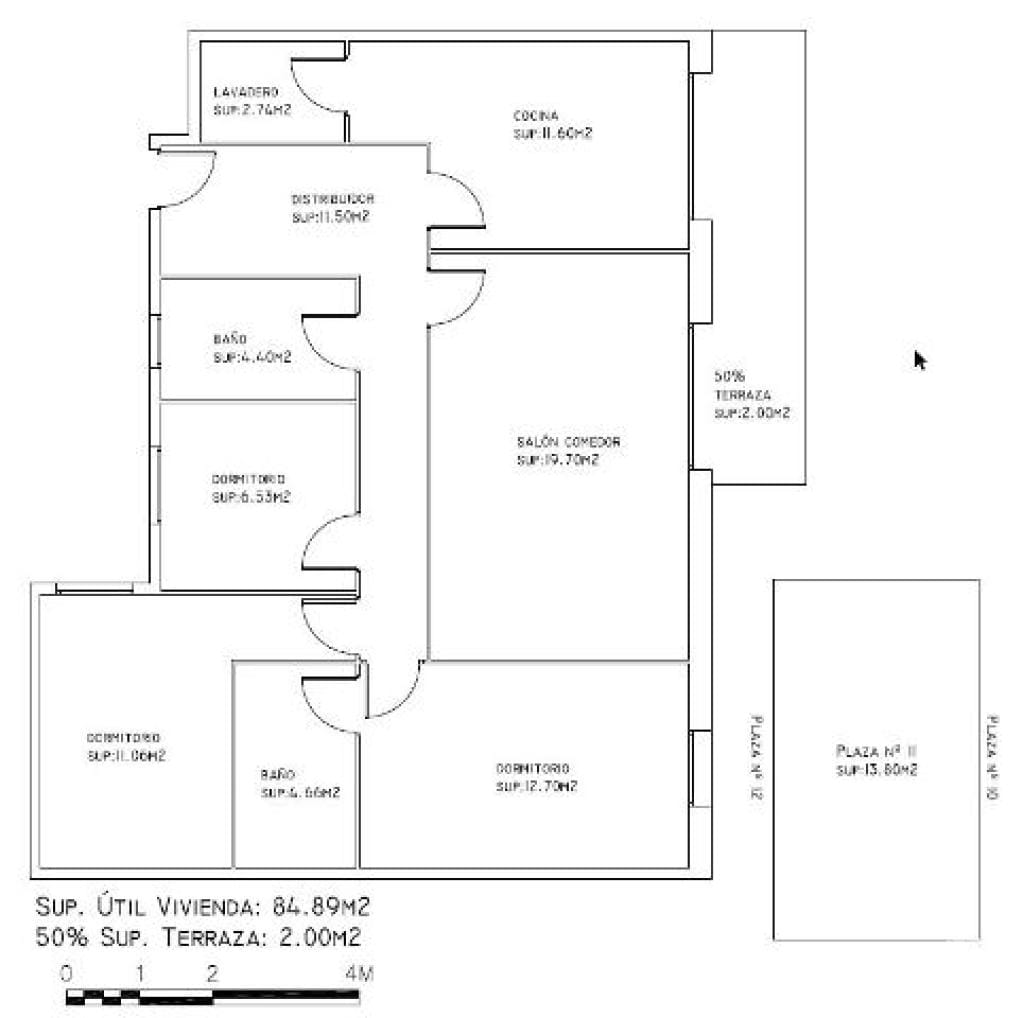 LAVADERO
SUP:2.74M2
COCINA
SUP:11.60M2
DISTRIBUIDOR
SUP:11.50M2
BAÑO
SUP:4.40M2
50%
TERRAZA
SUP:2.00M2
SALÓN COMEDOR
SUP:19.70M2
DORMITORIO
SUP:6.53M2
DORMITORIO
SUP:11.06M2
BAÑO
SUP:4.66M2
DORMITORIO
SUP:12.70M2
PLAZA Nº 12
PLAZA Nº 11
SUP:13.80M2
PLAZA Nº 10
SUP. ÚTIL VIVIENDA: 84.89M2
50% SUP. TERRAZA: 2.00M2
0 1 2 4M